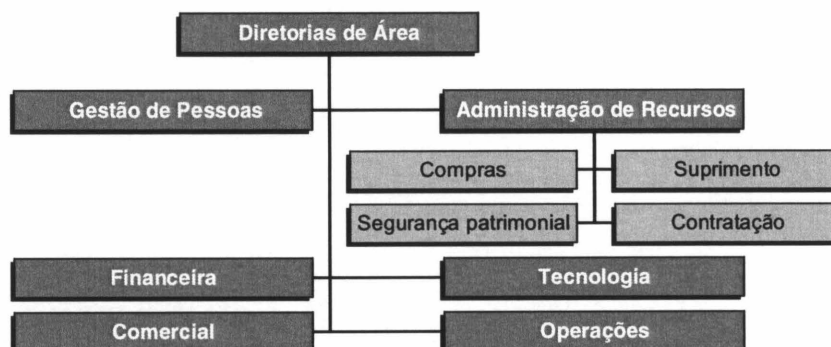 Diretorias de Área
Gestão de Pessoas
Administração de Recursos
Compras
Suprimento
Segurança patrimonial
Contratação
Financeira
Tecnologia
Comercial
Operações